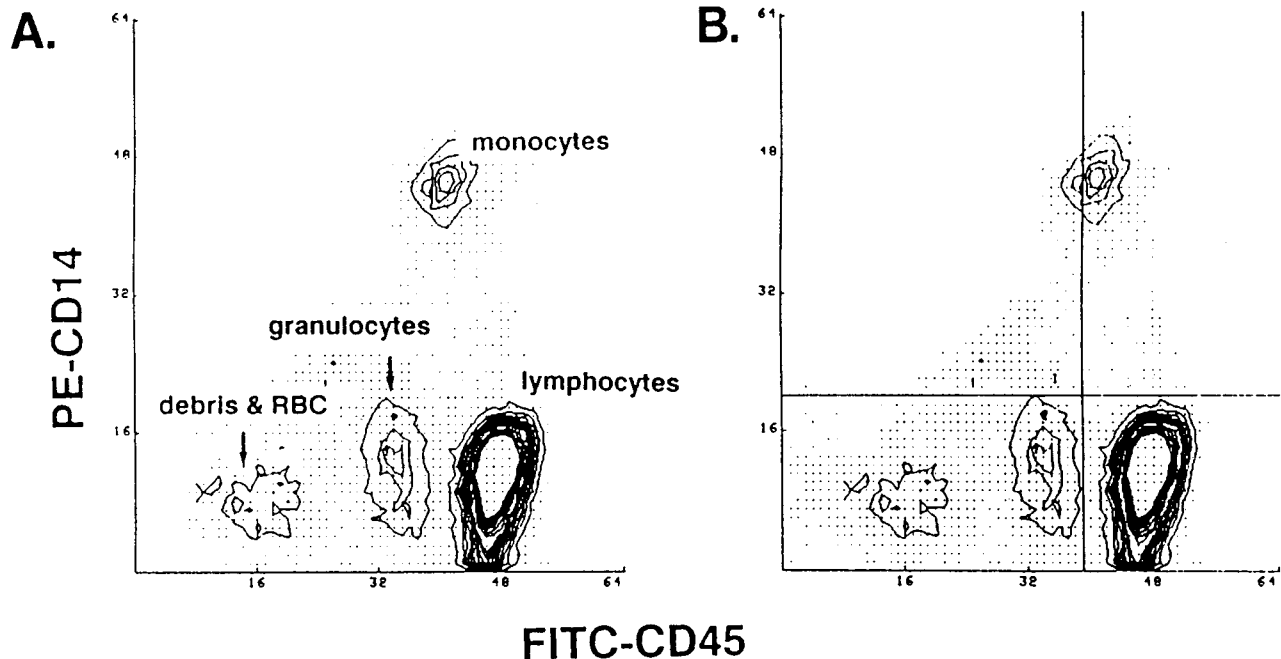 A.
64
48
32
16
16
32
48
64
monocytes
granulocytes
lymphocytes
debris & RBC
PE-CD14
B.
64
48
32
16
16
32
48
64
FITC-CD45